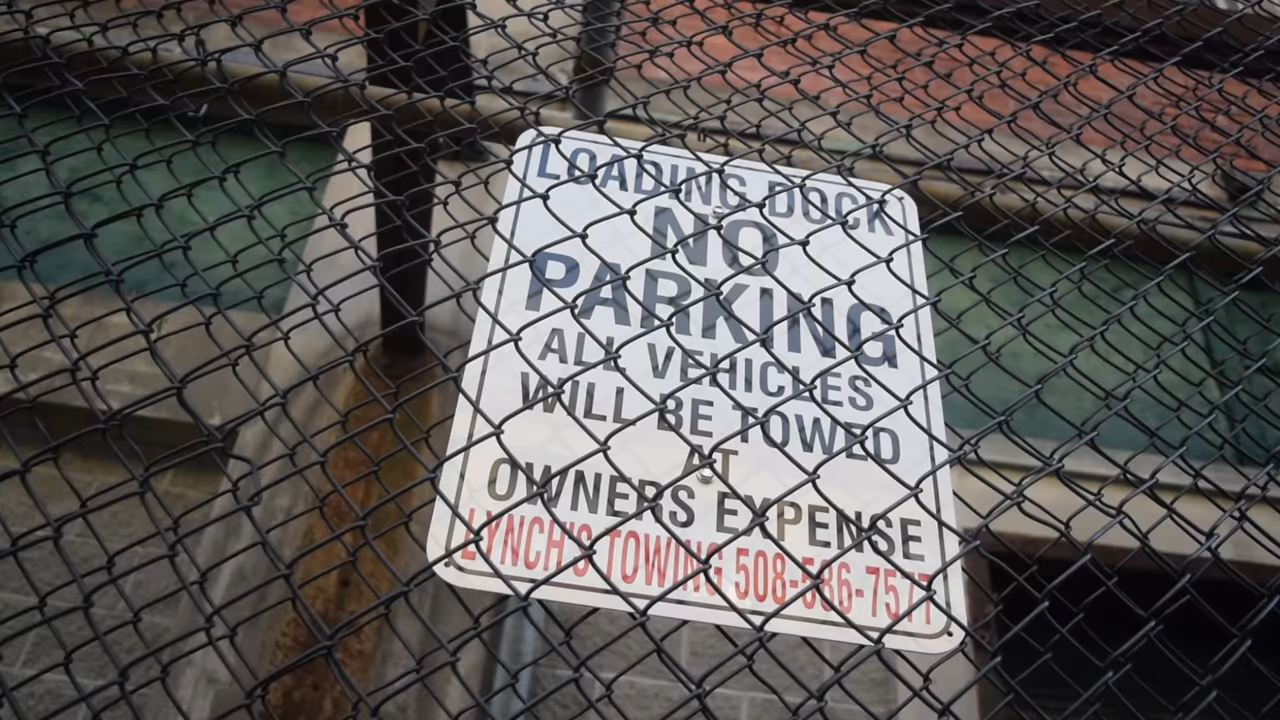 LOADING DOCK
NO
PARKING
ALL VEHICLES
WILL BE TOWED
AT
OWNERS EXPENSE
LYNCH'S TOWING 508-586-7577